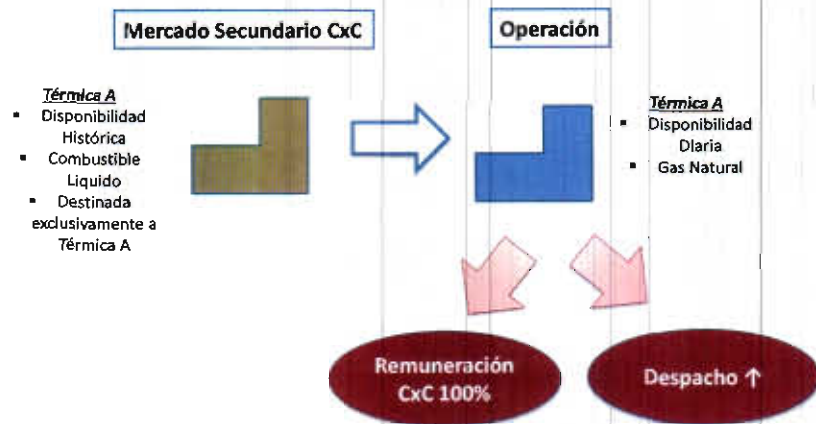 Mercado Secundario CxC
Operación
Térmica A
▪ Disponibilidad
Histórica
▪ Combustible
Liquido
▪ Destinada
exclusivamente a
Térmica A
Térmica A
▪ Disponibilidad
Diaria
▪ Gas Natural
Remuneración
CxC 100%
Despacho ↑